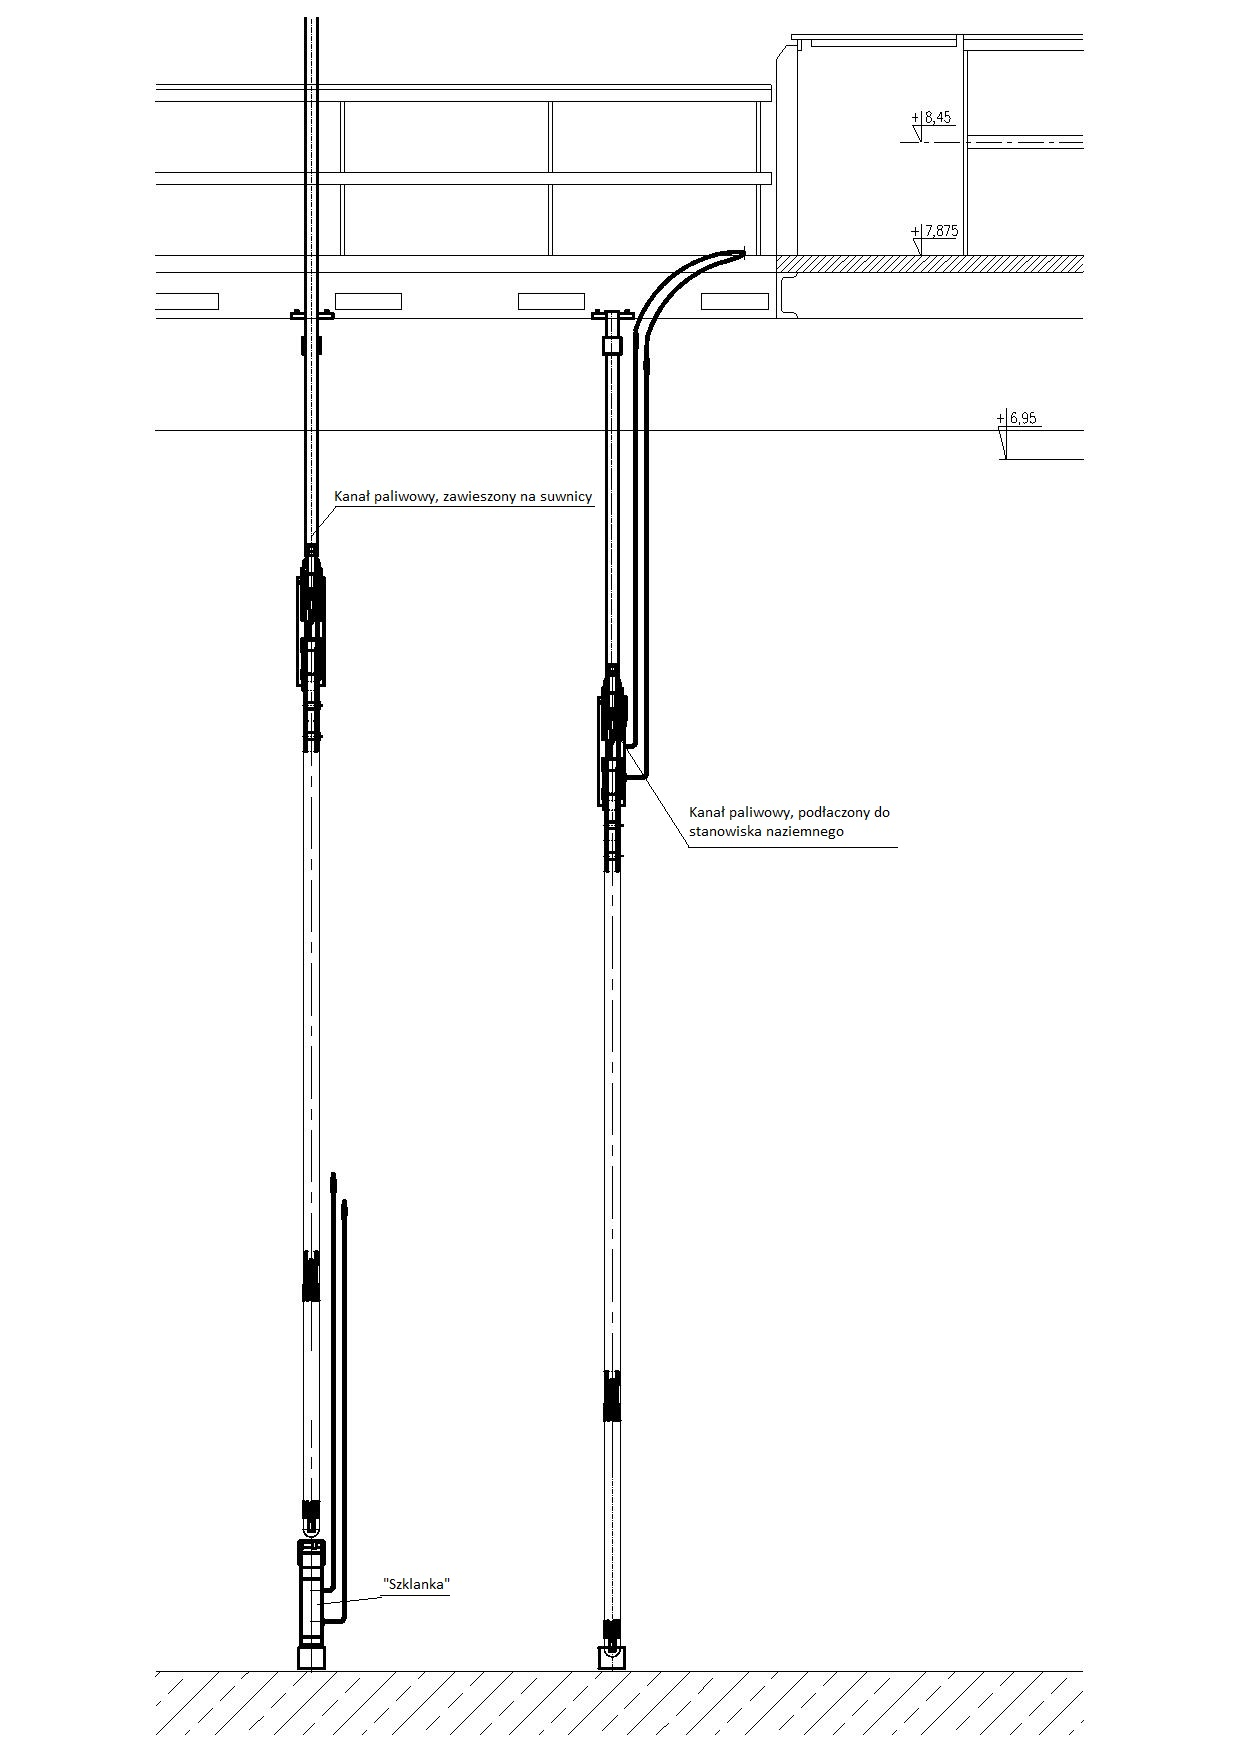 +8,45
+7,875
+6,95
Kanał paliwowy, zawieszony na suwnicy
Kanał paliwowy, podłaczony do
stanowiska naziemnego
"Szklanka"